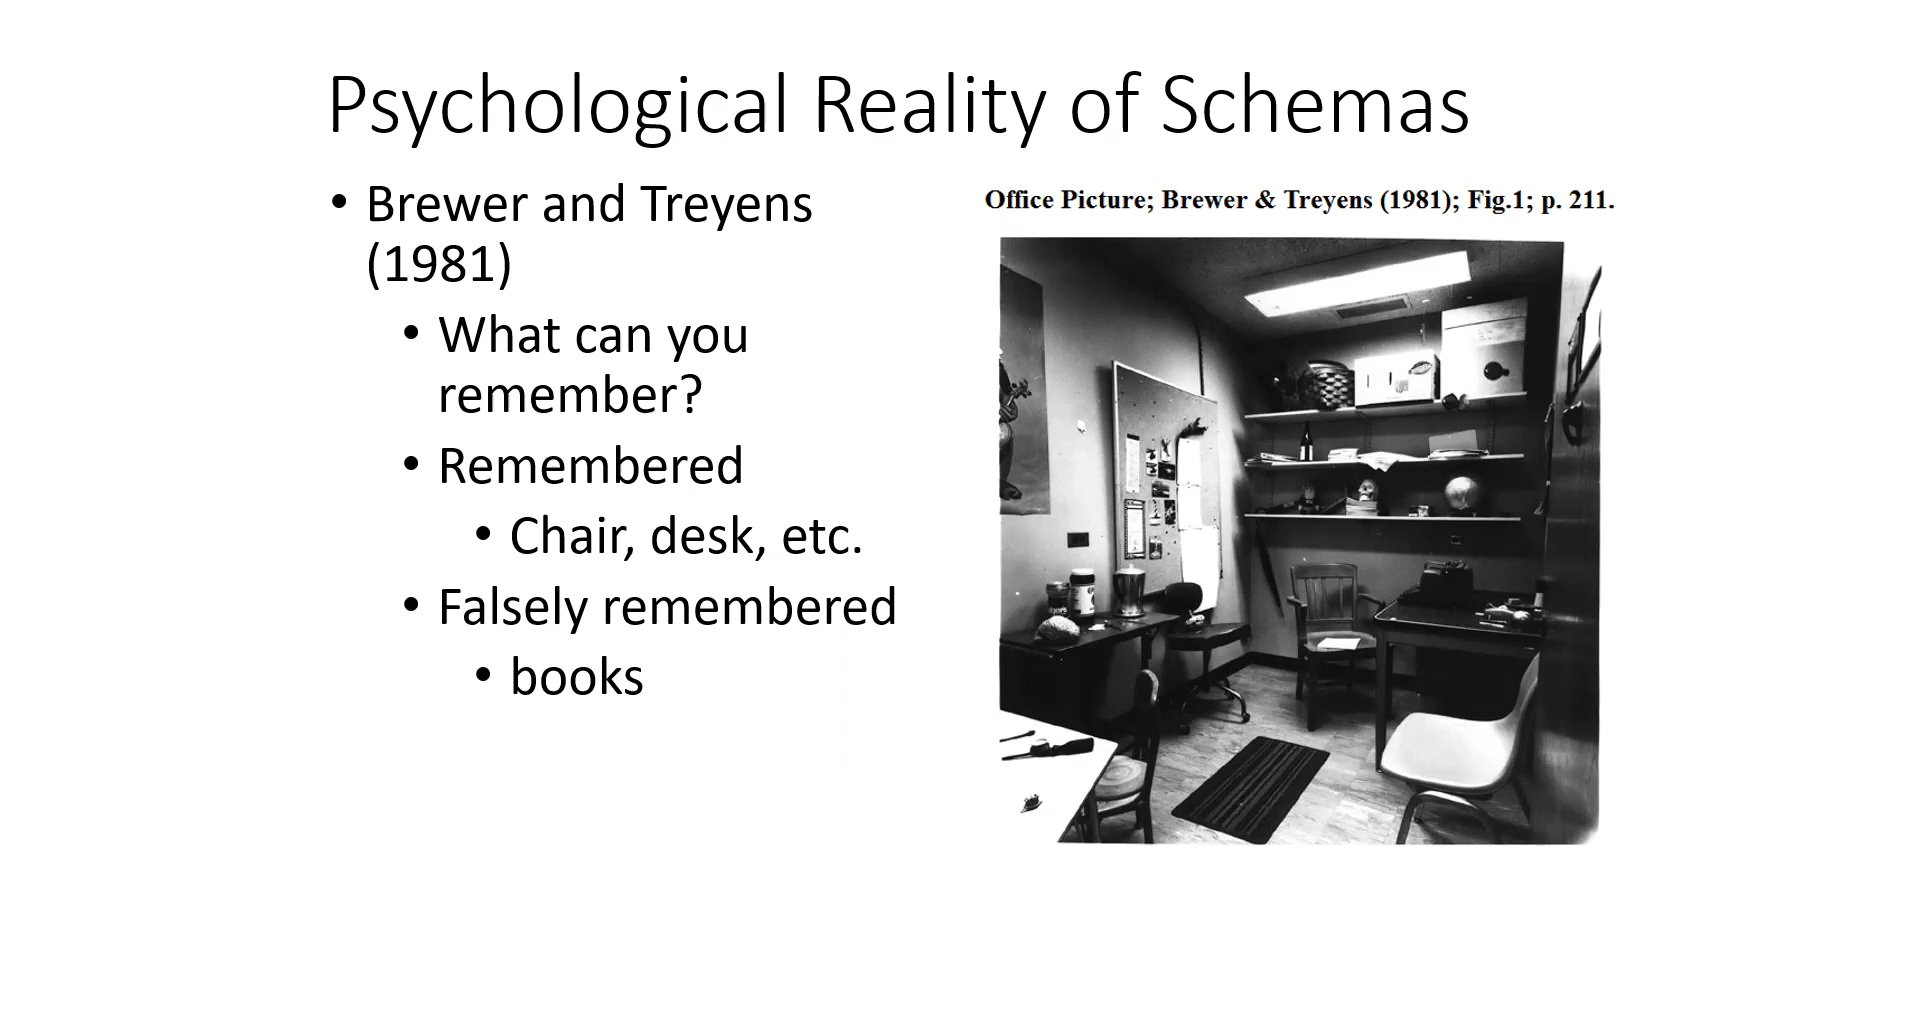 Psychological Reality of Schemas
• Brewer and Treyens
(1981)
• What can you
remember?
• Remembered
• Chair, desk, etc.
• Falsely remembered
• books
Office Picture; Brewer & Treyens (1981); Fig.1; p. 211.